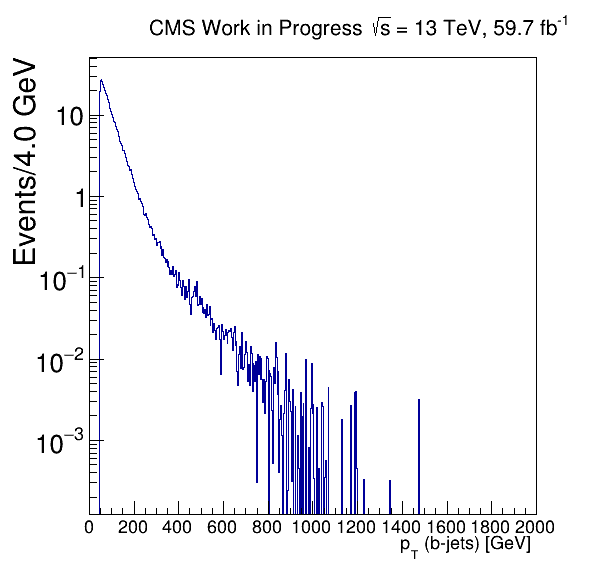 CMS Work in Progress √s = 13 TeV, 59.7 fb⁻¹
Events/4.0 GeV
10
1
10⁻¹
10⁻²
10⁻³
0 200 400 600 800 1000 1200 1400 1600 1800 2000
p_T (b-jets) [GeV]